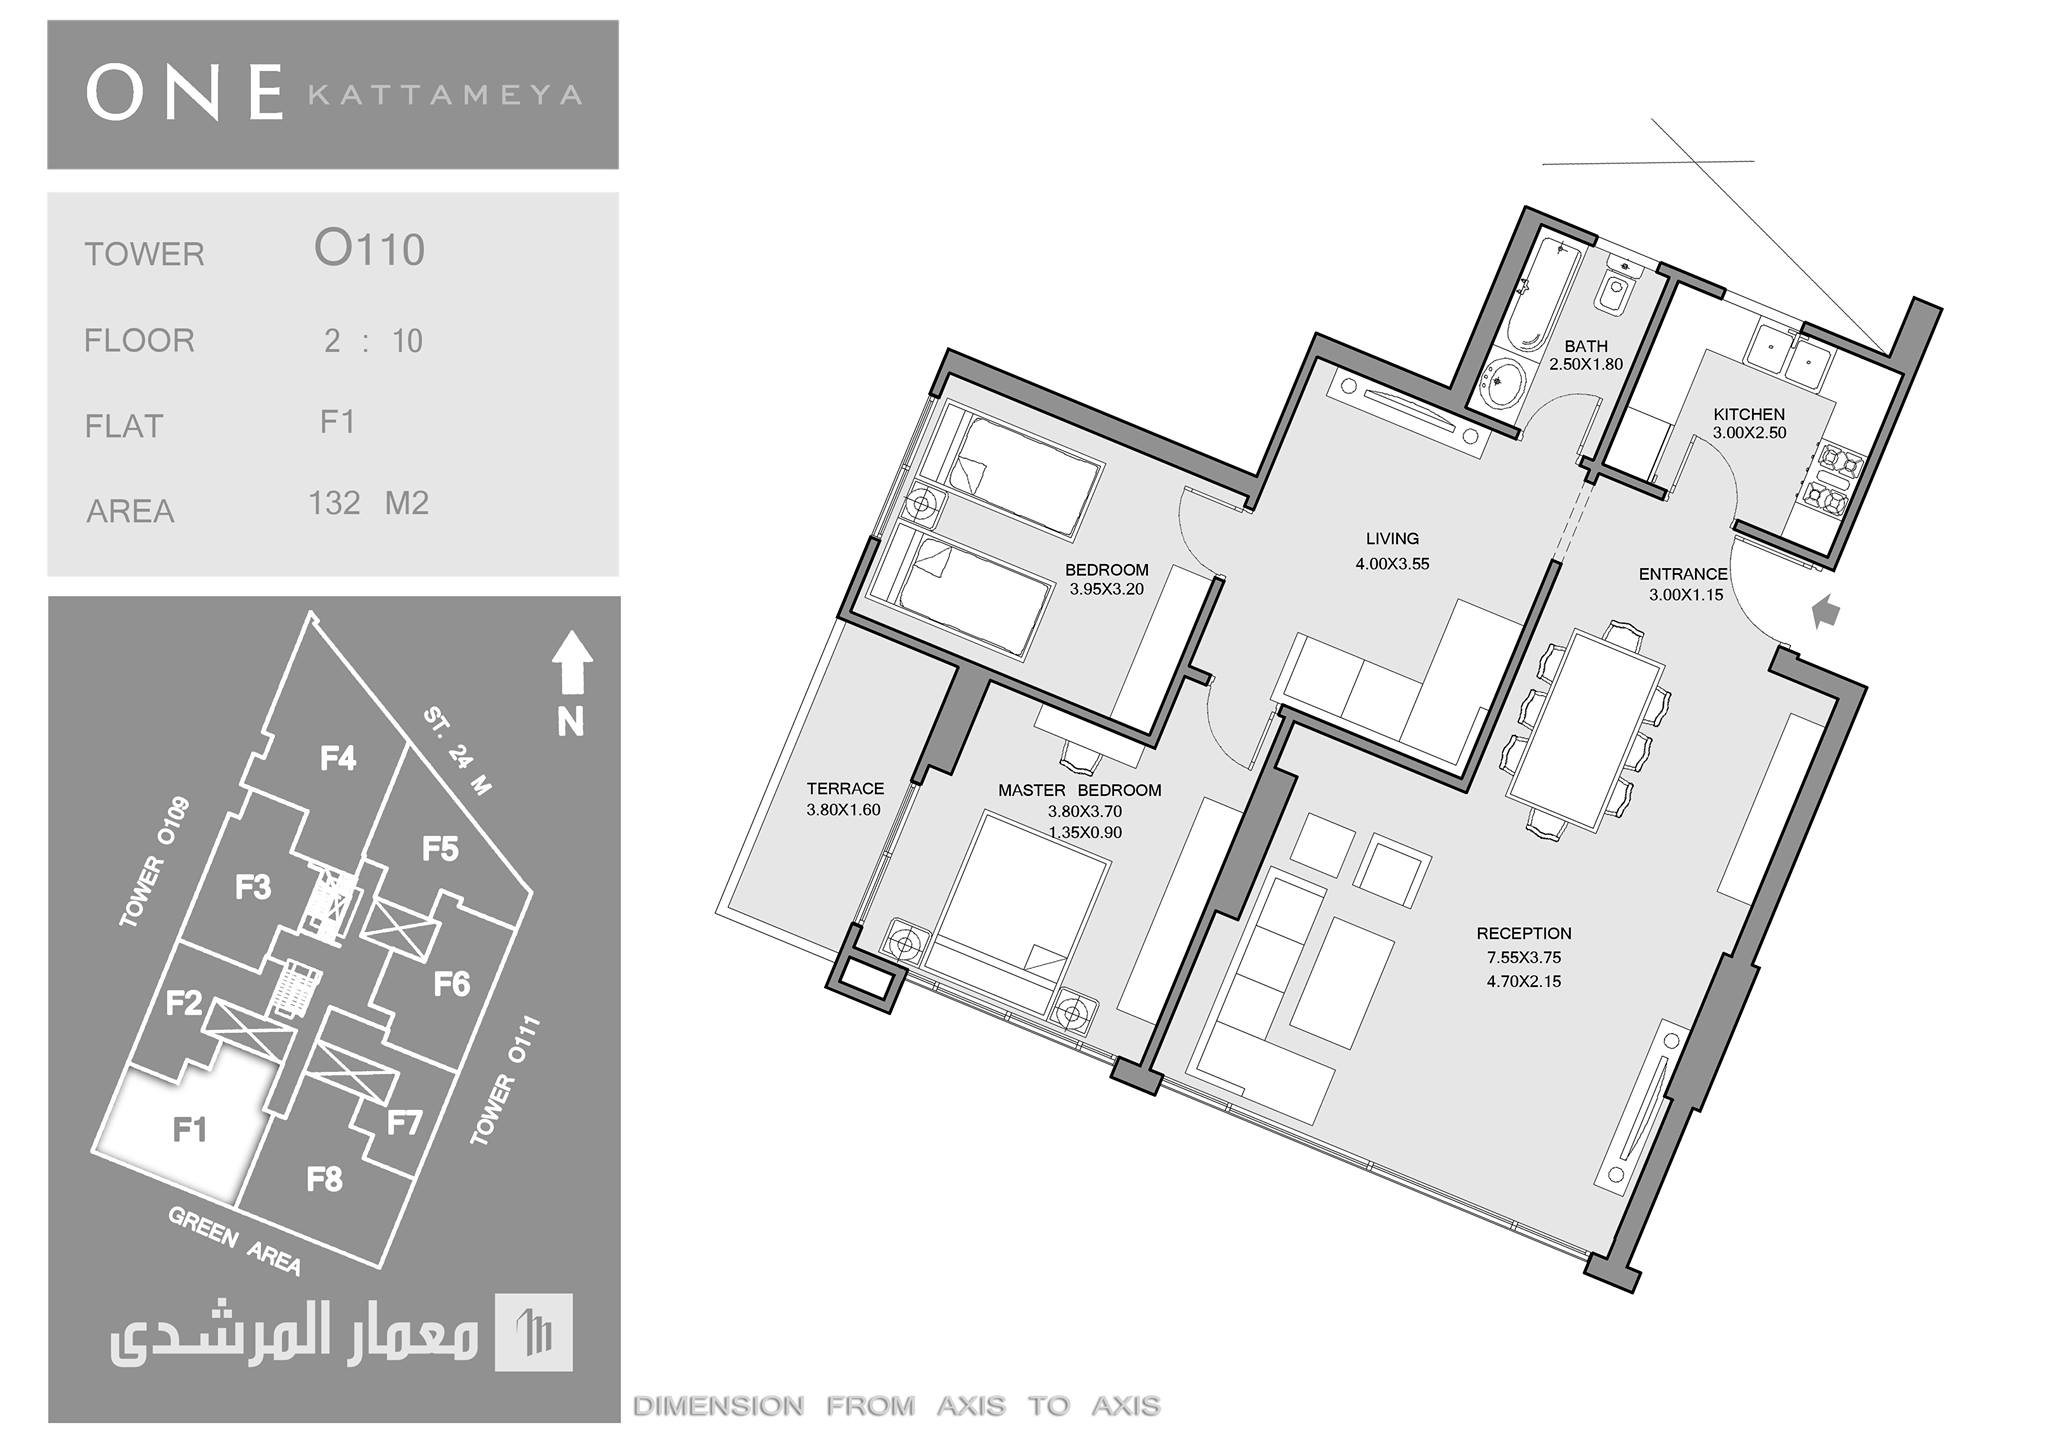 ONE KATTAMEYA
TOWER O110
FLOOR 2 : 10
FLAT F1
AREA 132 M2
N
ST. 24 M
F4
TOWER O109
F5
F3
F6
F2
TOWER O111
F1
F7
F8
GREEN AREA
معمار المرشدى
BATH
2.50X1.80
KITCHEN
3.00X2.50
LIVING
4.00X3.55
BEDROOM
3.95X3.20
ENTRANCE
3.00X1.15
TERRACE
3.80X1.60
MASTER BEDROOM
3.80X3.70
1.35X0.90
RECEPTION
7.55X3.75
4.70X2.15
DIMENSION FROM AXIS TO AXIS